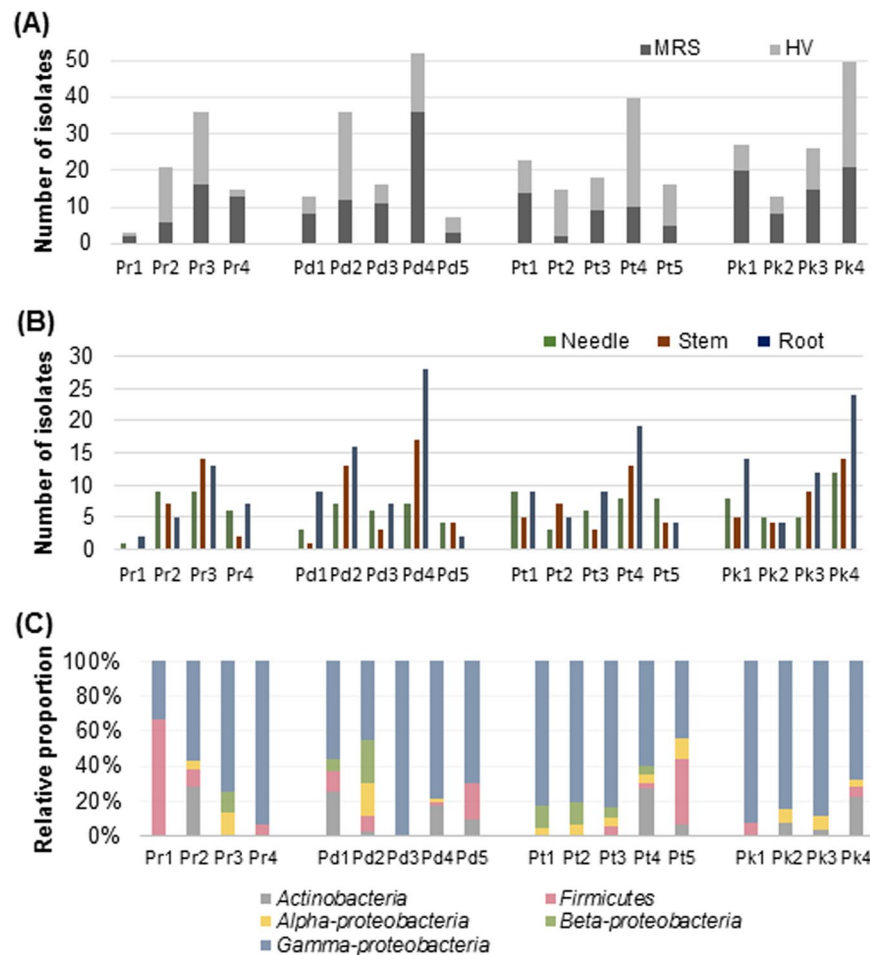 (A)
MRS HV
Number of isolates
50
40
30
20
10
0
Pr1 Pr2 Pr3 Pr4 Pd1 Pd2 Pd3 Pd4 Pd5 Pt1 Pt2 Pt3 Pt4 Pt5 Pk1 Pk2 Pk3 Pk4
(B)
Needle Stem Root
Number of isolates
30
25
20
15
10
5
0
Pr1 Pr2 Pr3 Pr4 Pd1 Pd2 Pd3 Pd4 Pd5 Pt1 Pt2 Pt3 Pt4 Pt5 Pk1 Pk2 Pk3 Pk4
(C)
Relative proportion
100%
80%
60%
40%
20%
0%
Pr1 Pr2 Pr3 Pr4 Pd1 Pd2 Pd3 Pd4 Pd5 Pt1 Pt2 Pt3 Pt4 Pt5 Pk1 Pk2 Pk3 Pk4
Actinobacteria Firmicutes
Alpha-proteobacteria Beta-proteobacteria
Gamma-proteobacteria